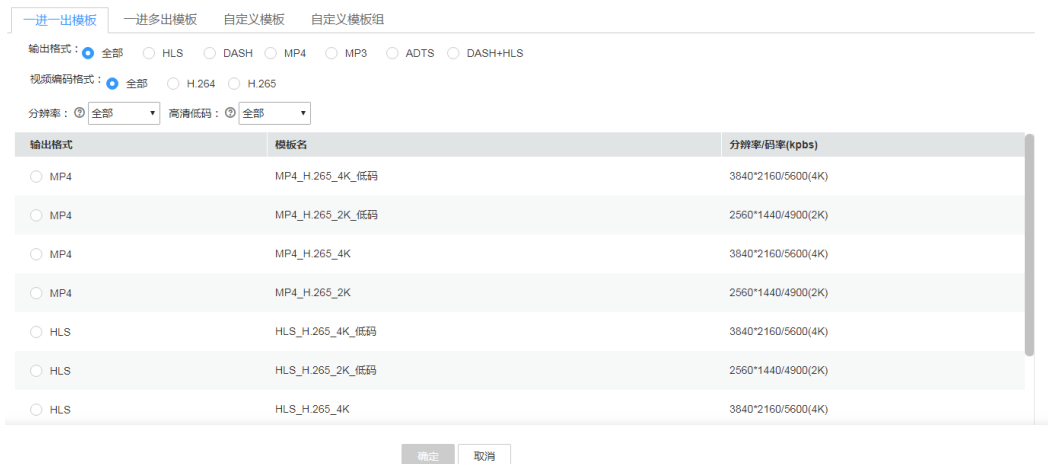 一进一出模板 一进多出模板 自定义模板 自定义模板组
输出格式： 全部 HLS DASH MP4 MP3 ADTS DASH+HLS
视频编码格式： 全部 H.264 H.265
分辨率： ? 全部 高清低码： ? 全部
输出格式 模板名 分辨率/码率(kpbs)
MP4 MP4_H.265_4K_低码 3840*2160/5600(4K)
MP4 MP4_H.265_2K_低码 2560*1440/4900(2K)
MP4 MP4_H.265_4K 3840*2160/5600(4K)
MP4 MP4_H.265_2K 2560*1440/4900(2K)
HLS HLS_H.265_4K_低码 3840*2160/5600(4K)
HLS HLS_H.265_2K_低码 2560*1440/4900(2K)
HLS HLS_H.265_4K 3840*2160/5600(4K)
确定 取消